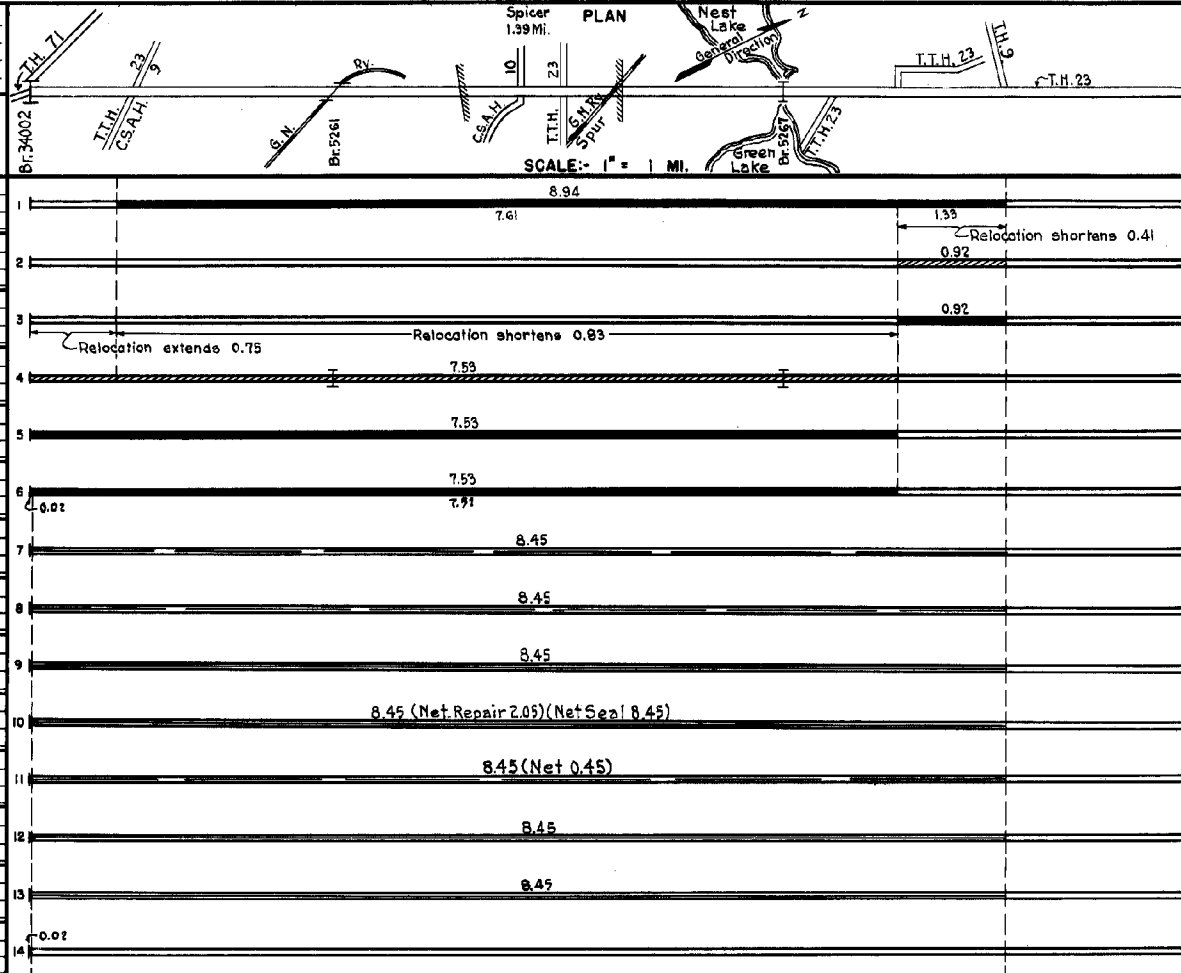 Spicer
1.39 Mi.
PLAN
Nest
Lake
N
General
Direction
T.H. 71
23
9
Ry.
10
23
T.T.H. 23
T.H. 9
T.H. 23
Br. 34002
T.T.H.
C.S.A.H.
G.N.
Br. 5261
C.S.A.H.
T.T.H.
G.N. Ry.
Spur
Green
Lake
Br. 5267
T.T.H. 23
SCALE:- 1" = 1 MI.
1
8.94
7.61
1.33
Relocation shortens 0.41
2
0.92
3
0.92
Relocation extends 0.75
Relocation shortens 0.83
4
7.53
5
7.53
6
7.53
7.51
0.02
7
8.45
8
8.45
9
8.45
10
8.45 (Net Repair 2.05) (Net Seal 8.45)
11
8.45 (Net 0.45)
12
8.45
13
8.45
0.02
14